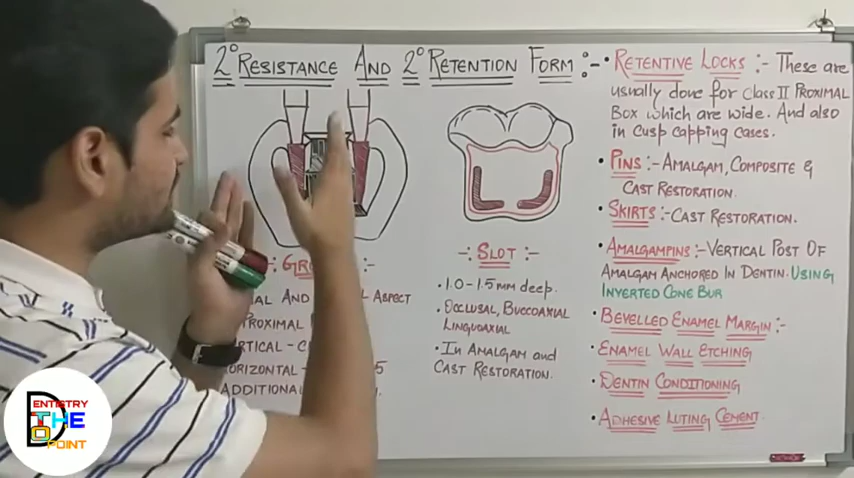 2° RESISTANCE AND 2° RETENTION FORM :-
• RETENTIVE LOCKS :- These are
usually done for Class II PROXIMAL
BOX which are wide. And also
in Cusp capping cases.
• PINS :- AMALGAM, COMPOSITE &
CAST RESTORATION.
• SKIRTS :- CAST RESTORATION.
• AMALGAMPINS :- VERTICAL POST OF
AMALGAM ANCHORED IN DENTIN. USING
INVERTED CONE BUR
• BEVELLED ENAMEL MARGIN :-
• ENAMEL WALL ETCHING
• DENTIN CONDITIONING
• ADHESIVE LUTING CEMENT
-: SLOT :-
• 1.0 - 1.5 mm deep.
• OCCLUSAL, BUCCOAXIAL
LINGUOAXIAL
• In AMALGAM and
CAST RESTORATION.
AND ASPECT
ADDITIONAL
DENTISTRY
THE
TO
POINT